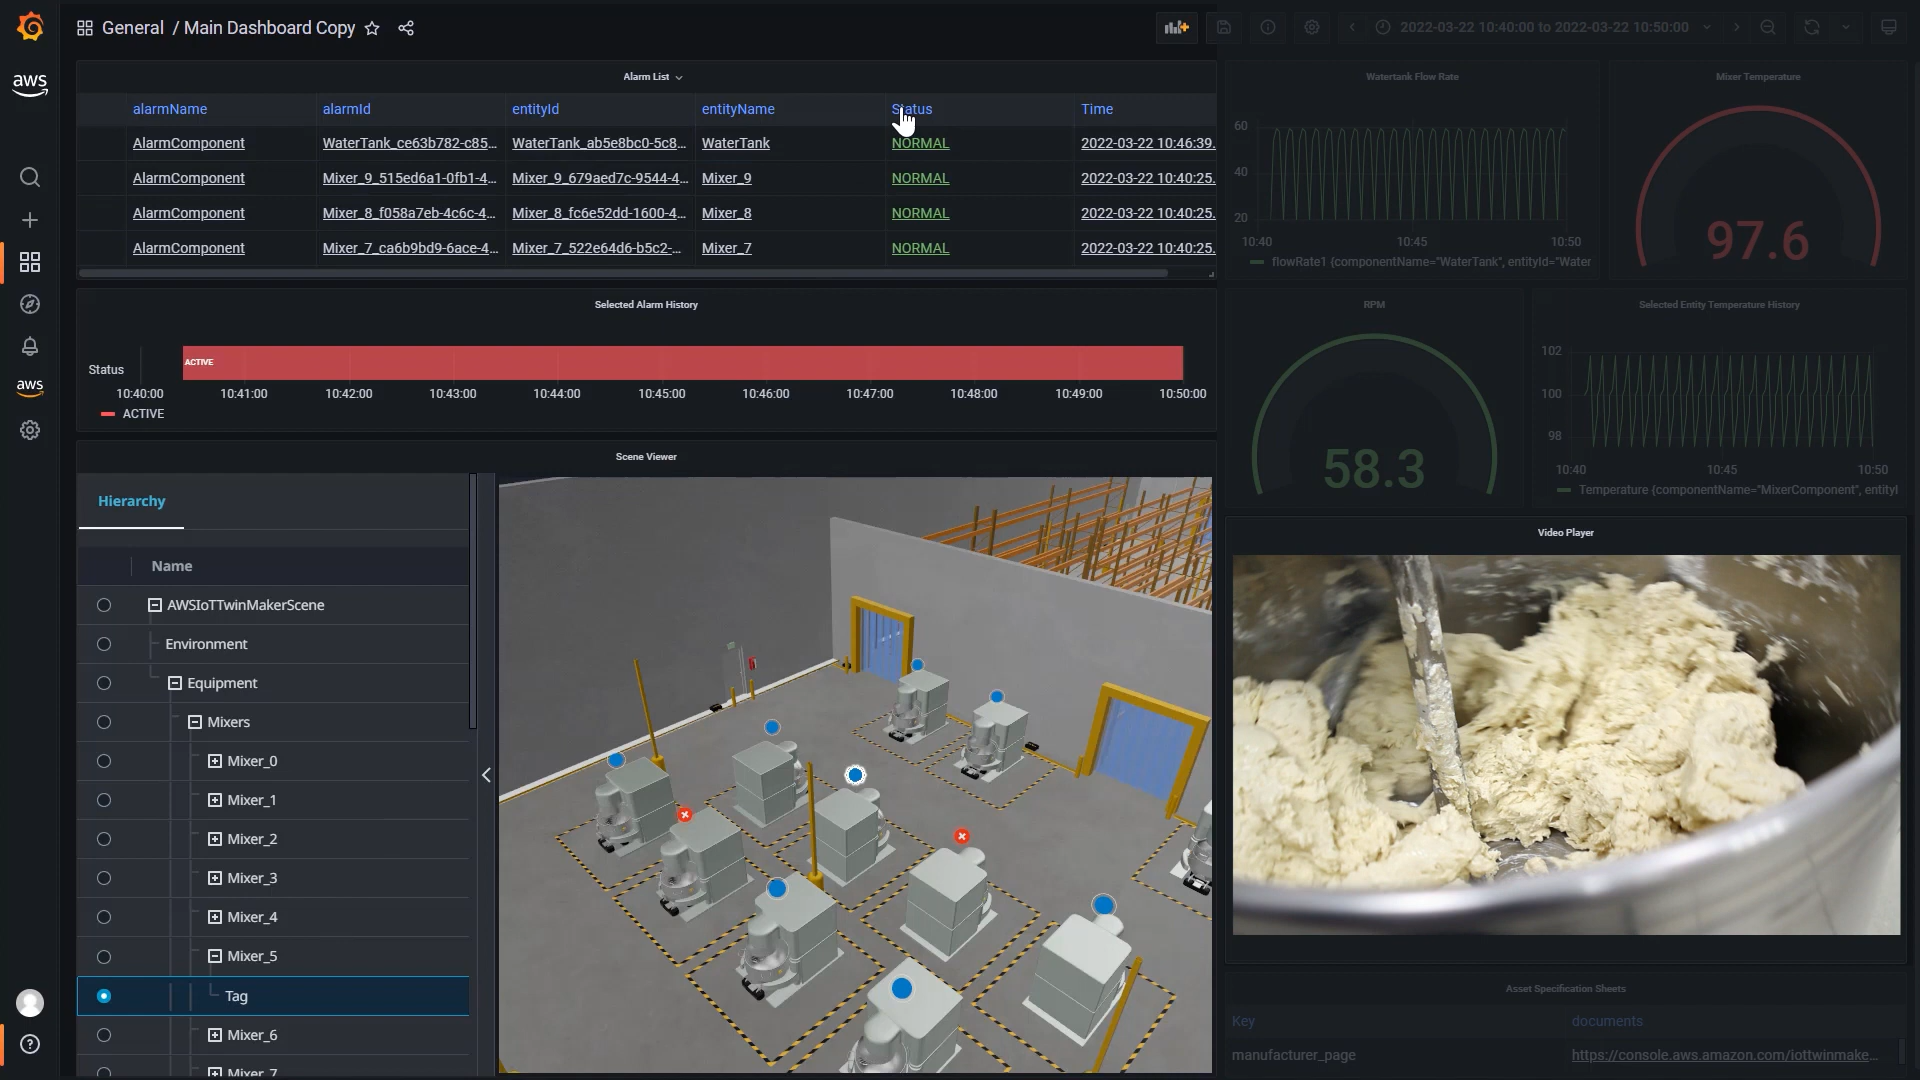 General / Main Dashboard Copy
2022-03-22 10:40:00 to 2022-03-22 10:50:00
aws
Alarm List
alarmName alarmId entityId entityName Status Time
AlarmComponent WaterTank_ce63b782-c85... WaterTank_ab5e8bc0-5c8... WaterTank NORMAL 2022-03-22 10:46:39.
AlarmComponent Mixer_9_515ed6a1-0fb1-4... Mixer_9_679aed7c-9544-4... Mixer_9 NORMAL 2022-03-22 10:40:25.
AlarmComponent Mixer_8_f058a7eb-4c6c-4... Mixer_8_fc6e52dd-1600-4... Mixer_8 NORMAL 2022-03-22 10:40:25.
AlarmComponent Mixer_7_ca6b9bd9-6ace-4... Mixer_7_522e64d6-b5c2-... Mixer_7 NORMAL 2022-03-22 10:40:25.
Watertank Flow Rate
60
40
20
10:40 10:45 10:50
flowRate1 {componentName="WaterTank", entityId="Water
Mixer Temperature
97.6
aws
Selected Alarm History
Status
ACTIVE
10:40:00 10:41:00 10:42:00 10:43:00 10:44:00 10:45:00 10:46:00 10:47:00 10:48:00 10:49:00 10:50:00
ACTIVE
RPM
58.3
Selected Entity Temperature History
102
100
98
10:40 10:45 10:50
Temperature {componentName="MixerComponent", entityI
Scene Viewer
Hierarchy
Name
AWSIoTTwinMakerScene
Environment
Equipment
Mixers
Mixer_0
Mixer_1
Mixer_2
Mixer_3
Mixer_4
Mixer_5
Tag
Mixer_6
Mixer_7
Video Player
Asset Specification Sheets
Key documents
manufacturer_page https://console.aws.amazon.com/iottwinmake...